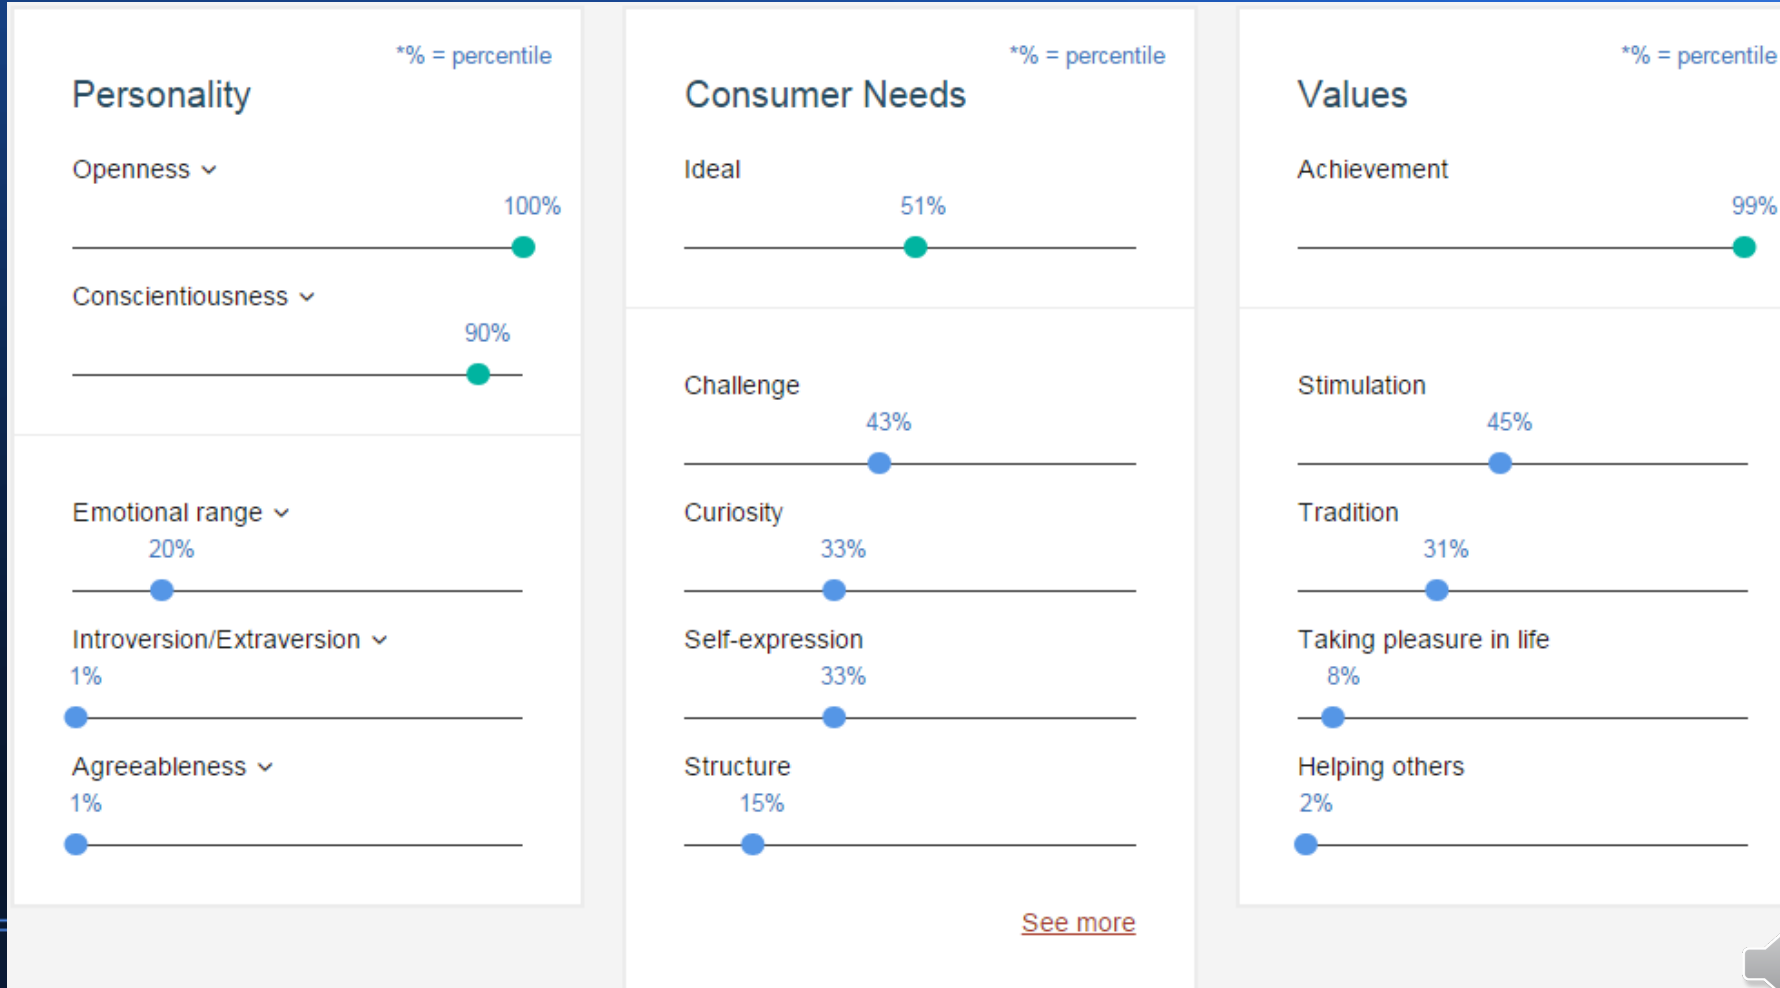 *% = percentile
Personality
Openness
100%
Conscientiousness
90%
Emotional range
20%
Introversion/Extraversion
1%
Agreeableness
1%
*% = percentile
Consumer Needs
Ideal
51%
Challenge
43%
Curiosity
33%
Self-expression
33%
Structure
15%
See more
*% = percentile
Values
Achievement
99%
Stimulation
45%
Tradition
31%
Taking pleasure in life
8%
Helping others
2%